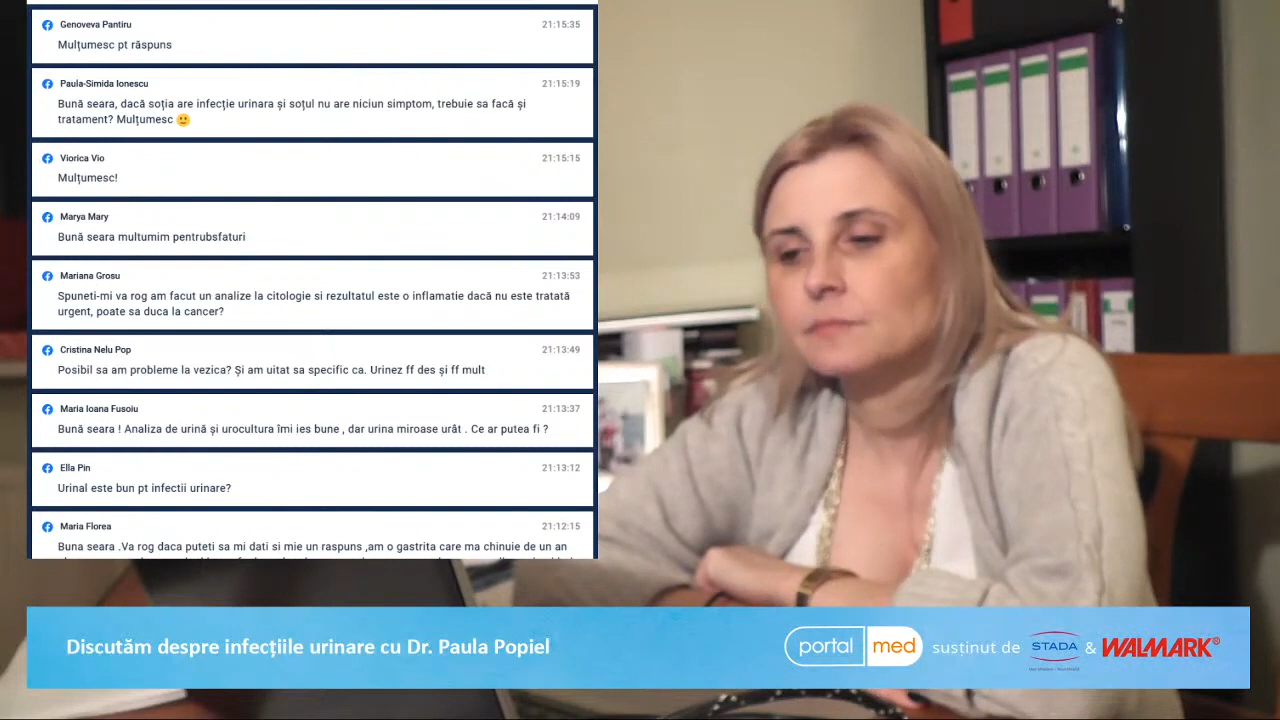 Genoveva Pantiru
21:15:35
Mulțumesc pt răspuns
Paula-Simida Ionescu
21:15:19
Bună seara, dacă soția are infecție urinara și soțul nu are niciun simptom, trebuie sa facă și
tratament? Mulțumesc 🙂
Viorica Vio
21:15:15
Mulțumesc!
Marya Mary
21:14:09
Bună seara multumim pentrubsfaturi
Mariana Grosu
21:13:53
Spuneti-mi va rog am facut un analize la citologie si rezultatul este o inflamatie dacă nu este tratată
urgent, poate sa duca la cancer?
Cristina Nelu Pop
21:13:49
Posibil sa am probleme la vezica? Și am uitat sa specific ca. Urinez ff des și ff mult
Maria Ioana Fusoiu
21:13:37
Bună seara ! Analiza de urină și urocultura îmi ies bune , dar urina miroase urât . Ce ar putea fi ?
Ella Pin
21:13:12
Urinal este bun pt infectii urinare?
Maria Florea
21:12:15
Buna seara .Va rog daca puteti sa mi dati si mie un raspuns ,am o gastrita care ma chinuie de un an
Discutăm despre infecțiile urinare cu Dr. Paula Popiel
portal med susținut de STADA & WALMARK®